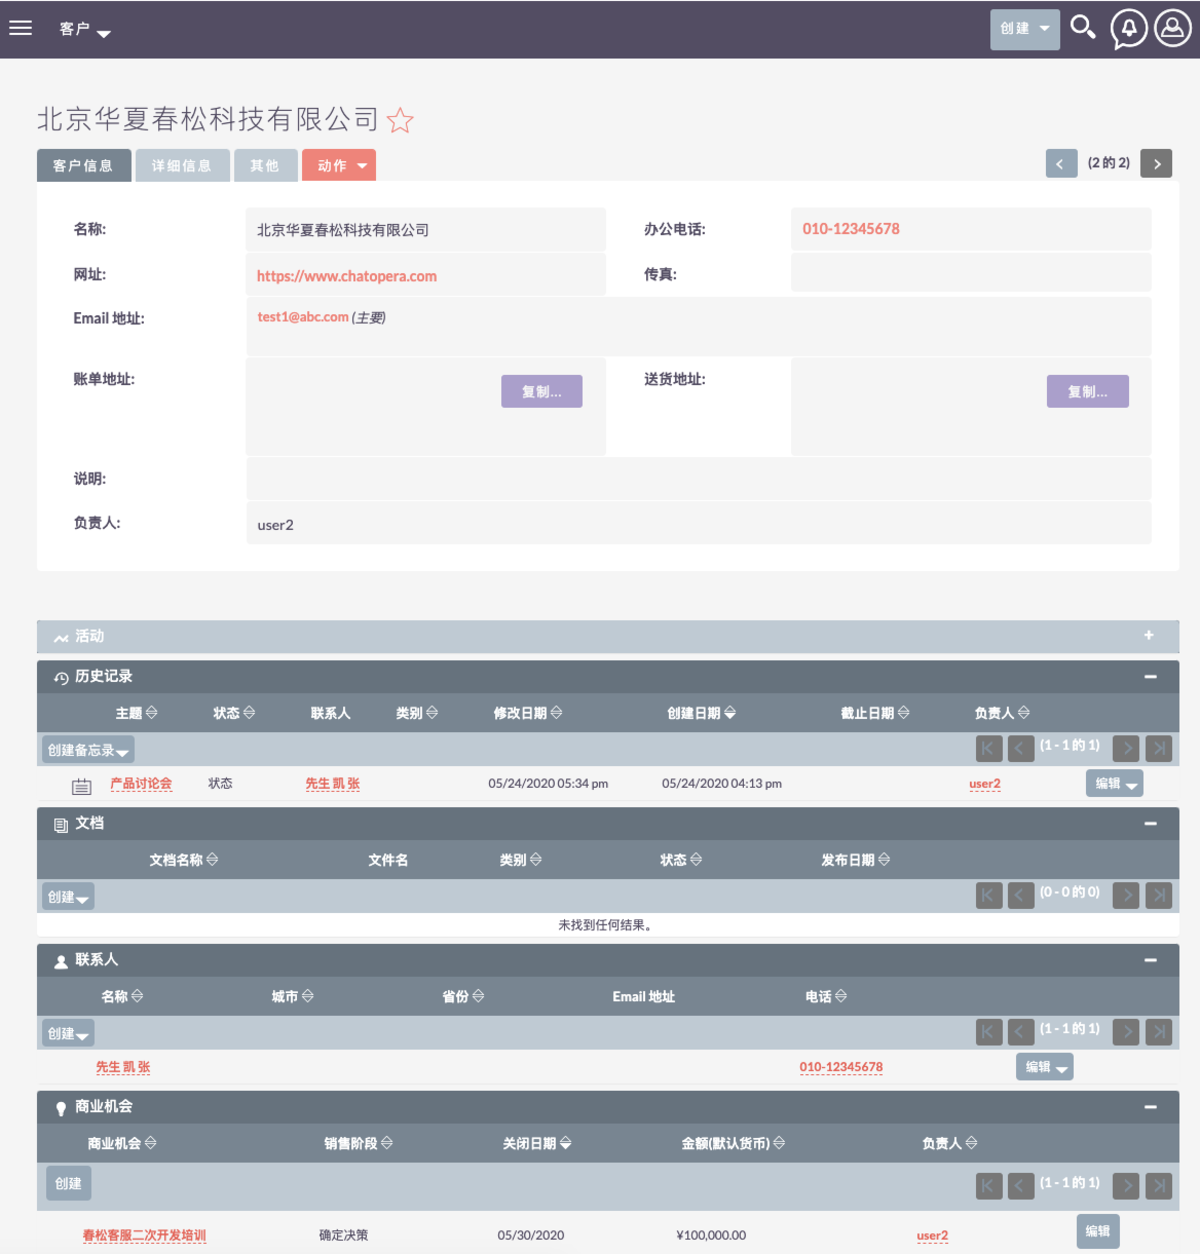 客户
创建
北京华夏春松科技有限公司
客户信息 详细信息 其他 动作 (2 的 2)
名称: 北京华夏春松科技有限公司 办公电话: 010-12345678
网址: https://www.chatopera.com 传真:
Email 地址: test1@abc.com (主要)
账单地址: 复制... 送货地址: 复制...
说明:
负责人: user2
活动 +
历史记录
主题 状态 联系人 类别 修改日期 创建日期 截止日期 负责人
创建备忘录 (1 - 1 的 1)
产品讨论会 状态 先生 凯 张 05/24/2020 05:34 pm 05/24/2020 04:13 pm user2 编辑
文档
文档名称 文件名 类别 状态 发布日期
创建 (0 - 0 的 0)
未找到任何结果。
联系人
名称 城市 省份 Email 地址 电话
创建 (1 - 1 的 1)
先生 凯 张 010-12345678 编辑
商业机会
商业机会 销售阶段 关闭日期 金额(默认货币) 负责人
创建 (1 - 1 的 1)
春松客服二次开发培训 确定决策 05/30/2020 ¥100,000.00 user2 编辑